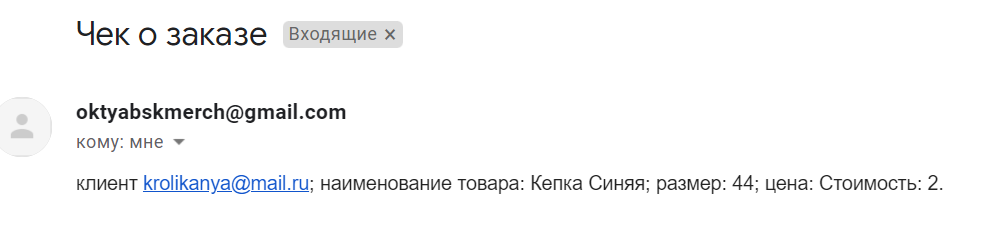 Чек о заказе Входящие ×
oktyabskmerch@gmail.com
кому: мне
клиент krolikanya@mail.ru; наименование товара: Кепка Синяя; размер: 44; цена: Стоимость: 2.